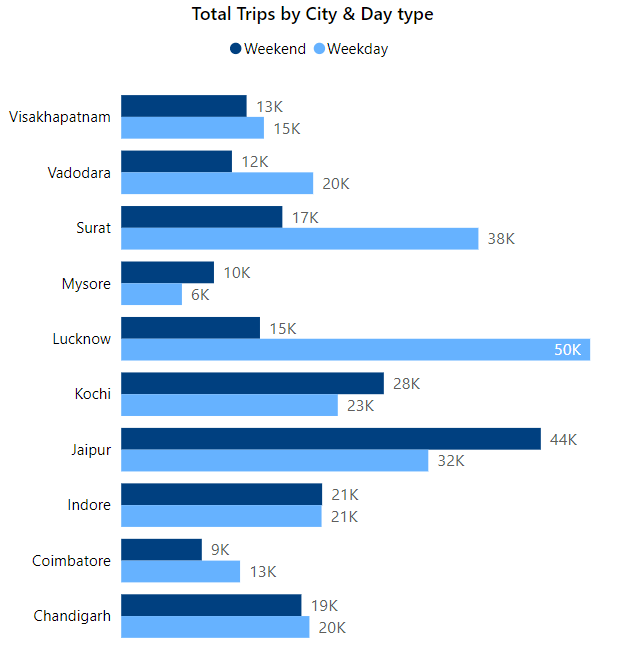 Total Trips by City & Day type
Weekend Weekday
Visakhapatnam
13K
15K
Vadodara
12K
20K
Surat
17K
38K
Mysore
10K
6K
Lucknow
15K
50K
Kochi
28K
23K
Jaipur
44K
32K
Indore
21K
21K
Coimbatore
9K
13K
Chandigarh
19K
20K